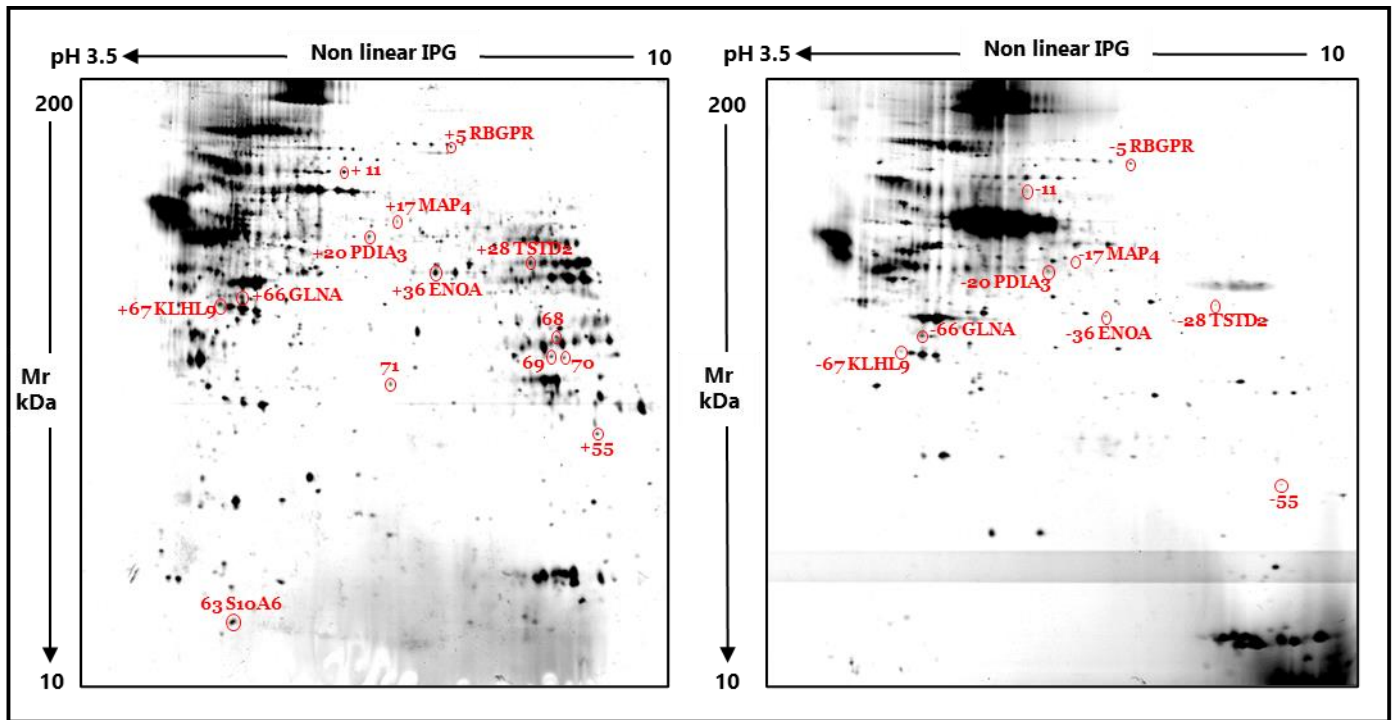 pH 3.5 Non linear IPG 10
200
+5 RBGPR
+ 11
+17 MAP4
+20 PDIA3
+28 TSTD2
+36 ENOA
+66 GLNA
+67 KLHL9
68
69 70
71
Mr
kDa
+55
63 S10A6
10
pH 3.5 Non linear IPG 10
200
-5 RBGPR
-11
-17 MAP4
-20 PDIA3
-28 TSTD2
-36 ENOA
-66 GLNA
-67 KLHL9
Mr
kDa
-55
10